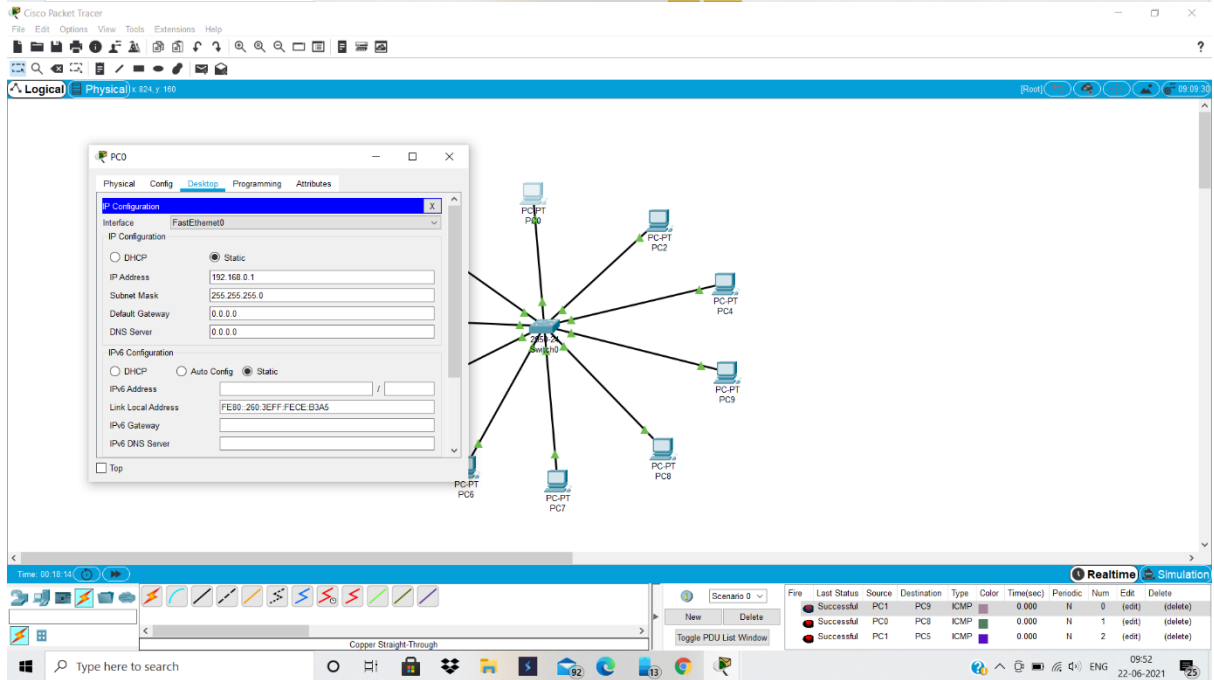 Cisco Packet Tracer
File Edit Options View Tools Extensions Help
?
Logical Physical x: 824, y: 160 [Root] 09:09:30
PC0
Physical Config Desktop Programming Attributes
IP Configuration X
Interface FastEthernet0
IP Configuration
DHCP Static
IP Address 192.168.0.1
Subnet Mask 255.255.255.0
Default Gateway 0.0.0.0
DNS Server 0.0.0.0
IPv6 Configuration
DHCP Auto Config Static
IPv6 Address /
Link Local Address FE80::260:3EFF:FECE:B3A5
IPv6 Gateway
IPv6 DNS Server
Top
PC-PT
PC0
PC-PT
PC2
PC-PT
PC4
2950-24
Switch0
PC-PT
PC9
PC-PT
PC8
PC-PT
PC6
PC-PT
PC7
Time: 00:18:14 Realtime Simulation
Scenario 0
New Delete
Toggle PDU List Window
Fire Last Status Source Destination Type Color Time(sec) Periodic Num Edit Delete
Successful PC1 PC9 ICMP 0.000 N 0 (edit) (delete)
Successful PC0 PC8 ICMP 0.000 N 1 (edit) (delete)
Successful PC1 PC5 ICMP 0.000 N 2 (edit) (delete)
Copper Straight-Through
Type here to search
92
13
ENG
09:52
22-06-2021
25